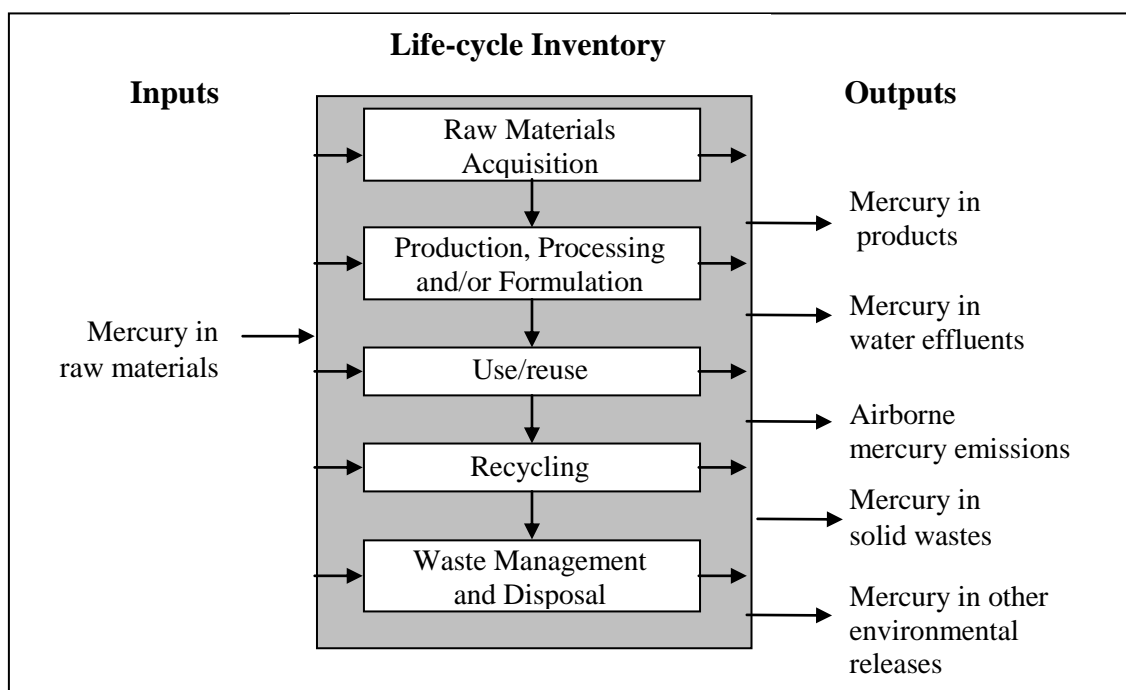 Life-cycle Inventory
Inputs
Outputs
Raw Materials
Acquisition
Production, Processing
and/or Formulation
Use/reuse
Recycling
Waste Management
and Disposal
Mercury in
raw materials
Mercury in
products
Mercury in
water effluents
Airborne
mercury emissions
Mercury in
solid wastes
Mercury in other
environmental
releases